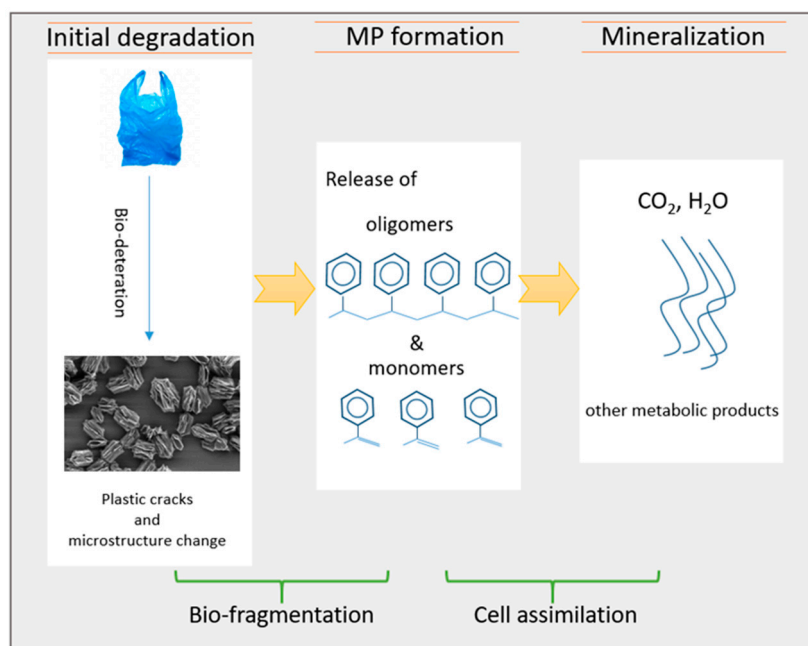 Initial degradation
MP formation
Mineralization
Bio-deteration
Plastic cracks
and
microstructure change
Release of
oligomers
&
monomers
CO₂, H₂O
other metabolic products
Bio-fragmentation
Cell assimilation